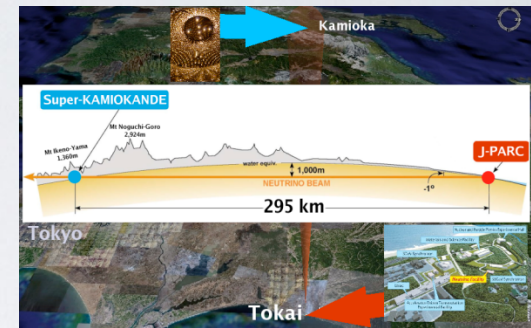 Kamioka
Super-KAMIOKANDE
Mt Noguchi-Goro
2,924m
Mt Ikeno-Yama
1,360m
J-PARC
water equiv.
1,000m
NEUTRINO BEAM
-1°
295 km
Tokyo
Tokai